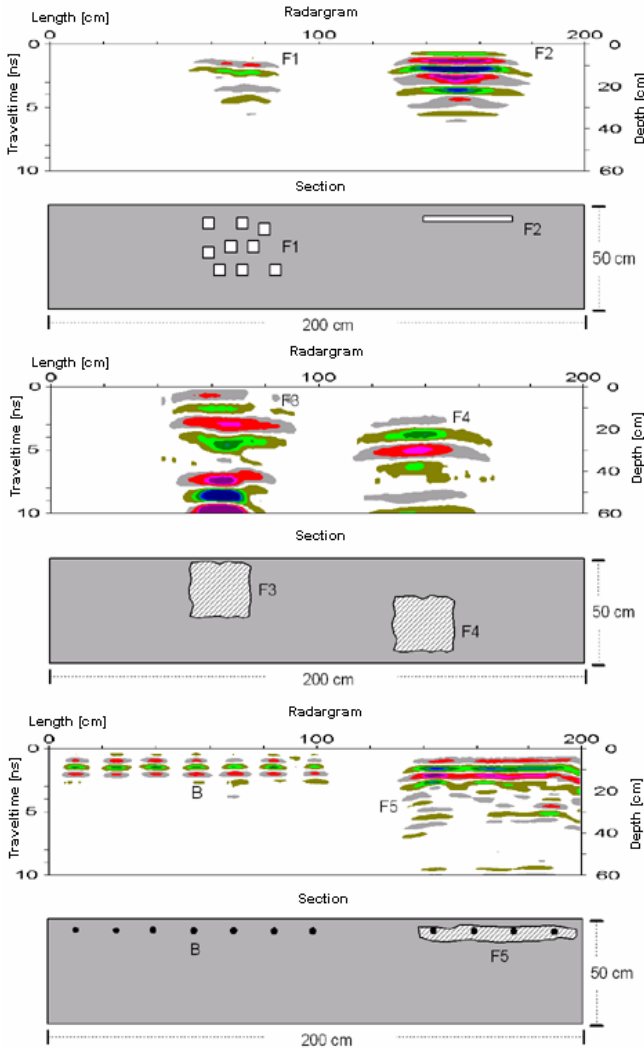 Radargram
Length [cm]
0 100 200
0 0
F1 F2
Traveltime [ns] 5 20 Depth [cm]
40
10 60
Section
F1 F2
50 cm
200 cm
Radargram
Length [cm]
0 100 200
0 0
F3 F4
Traveltime [ns] 5 20 Depth [cm]
40
10 60
Section
F3 F4
50 cm
200 cm
Radargram
Length [cm]
0 100 200
0 0
B F5
Traveltime [ns] 5 20 Depth [cm]
40
10 60
Section
B F5
50 cm
200 cm